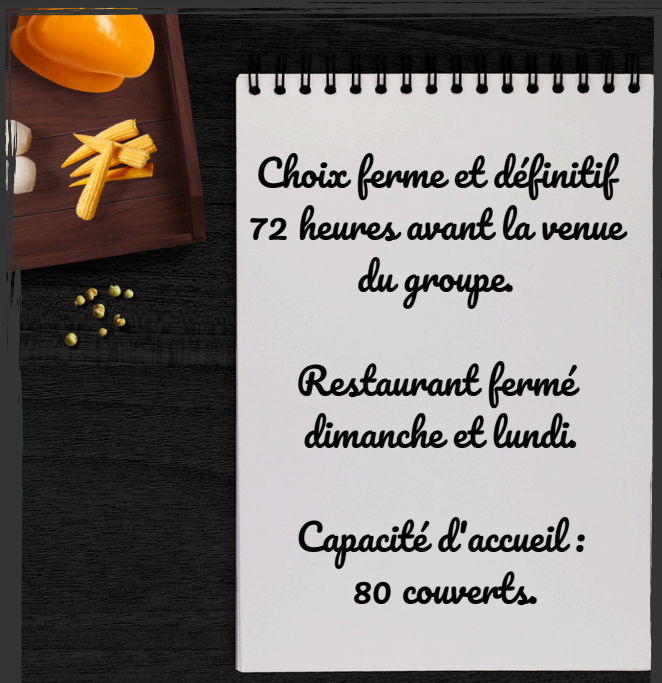 Choix ferme et définitif
72 heures avant la venue
du groupe.
Restaurant fermé
dimanche et lundi.
Capacité d'accueil :
80 couverts.